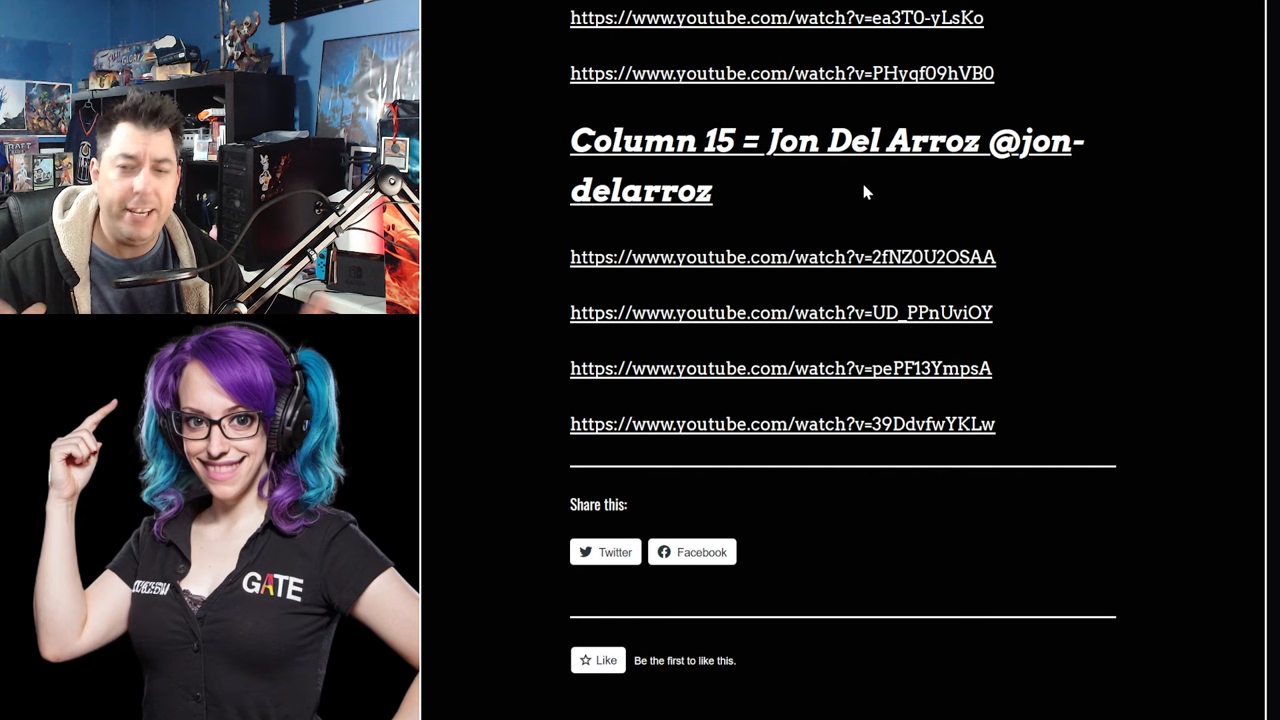 https://www.youtube.com/watch?v=ea3T0-yLsKo
https://www.youtube.com/watch?v=PHyqf09hVB0
Column 15 = Jon Del Arroz @jon-
delarroz
https://www.youtube.com/watch?v=2fNZ0U2OSAA
https://www.youtube.com/watch?v=UD_PPnUviOY
https://www.youtube.com/watch?v=pePF13YmpsA
https://www.youtube.com/watch?v=39DdvfwYKLw
Share this:
Twitter Facebook
Like Be the first to like this.
GATE